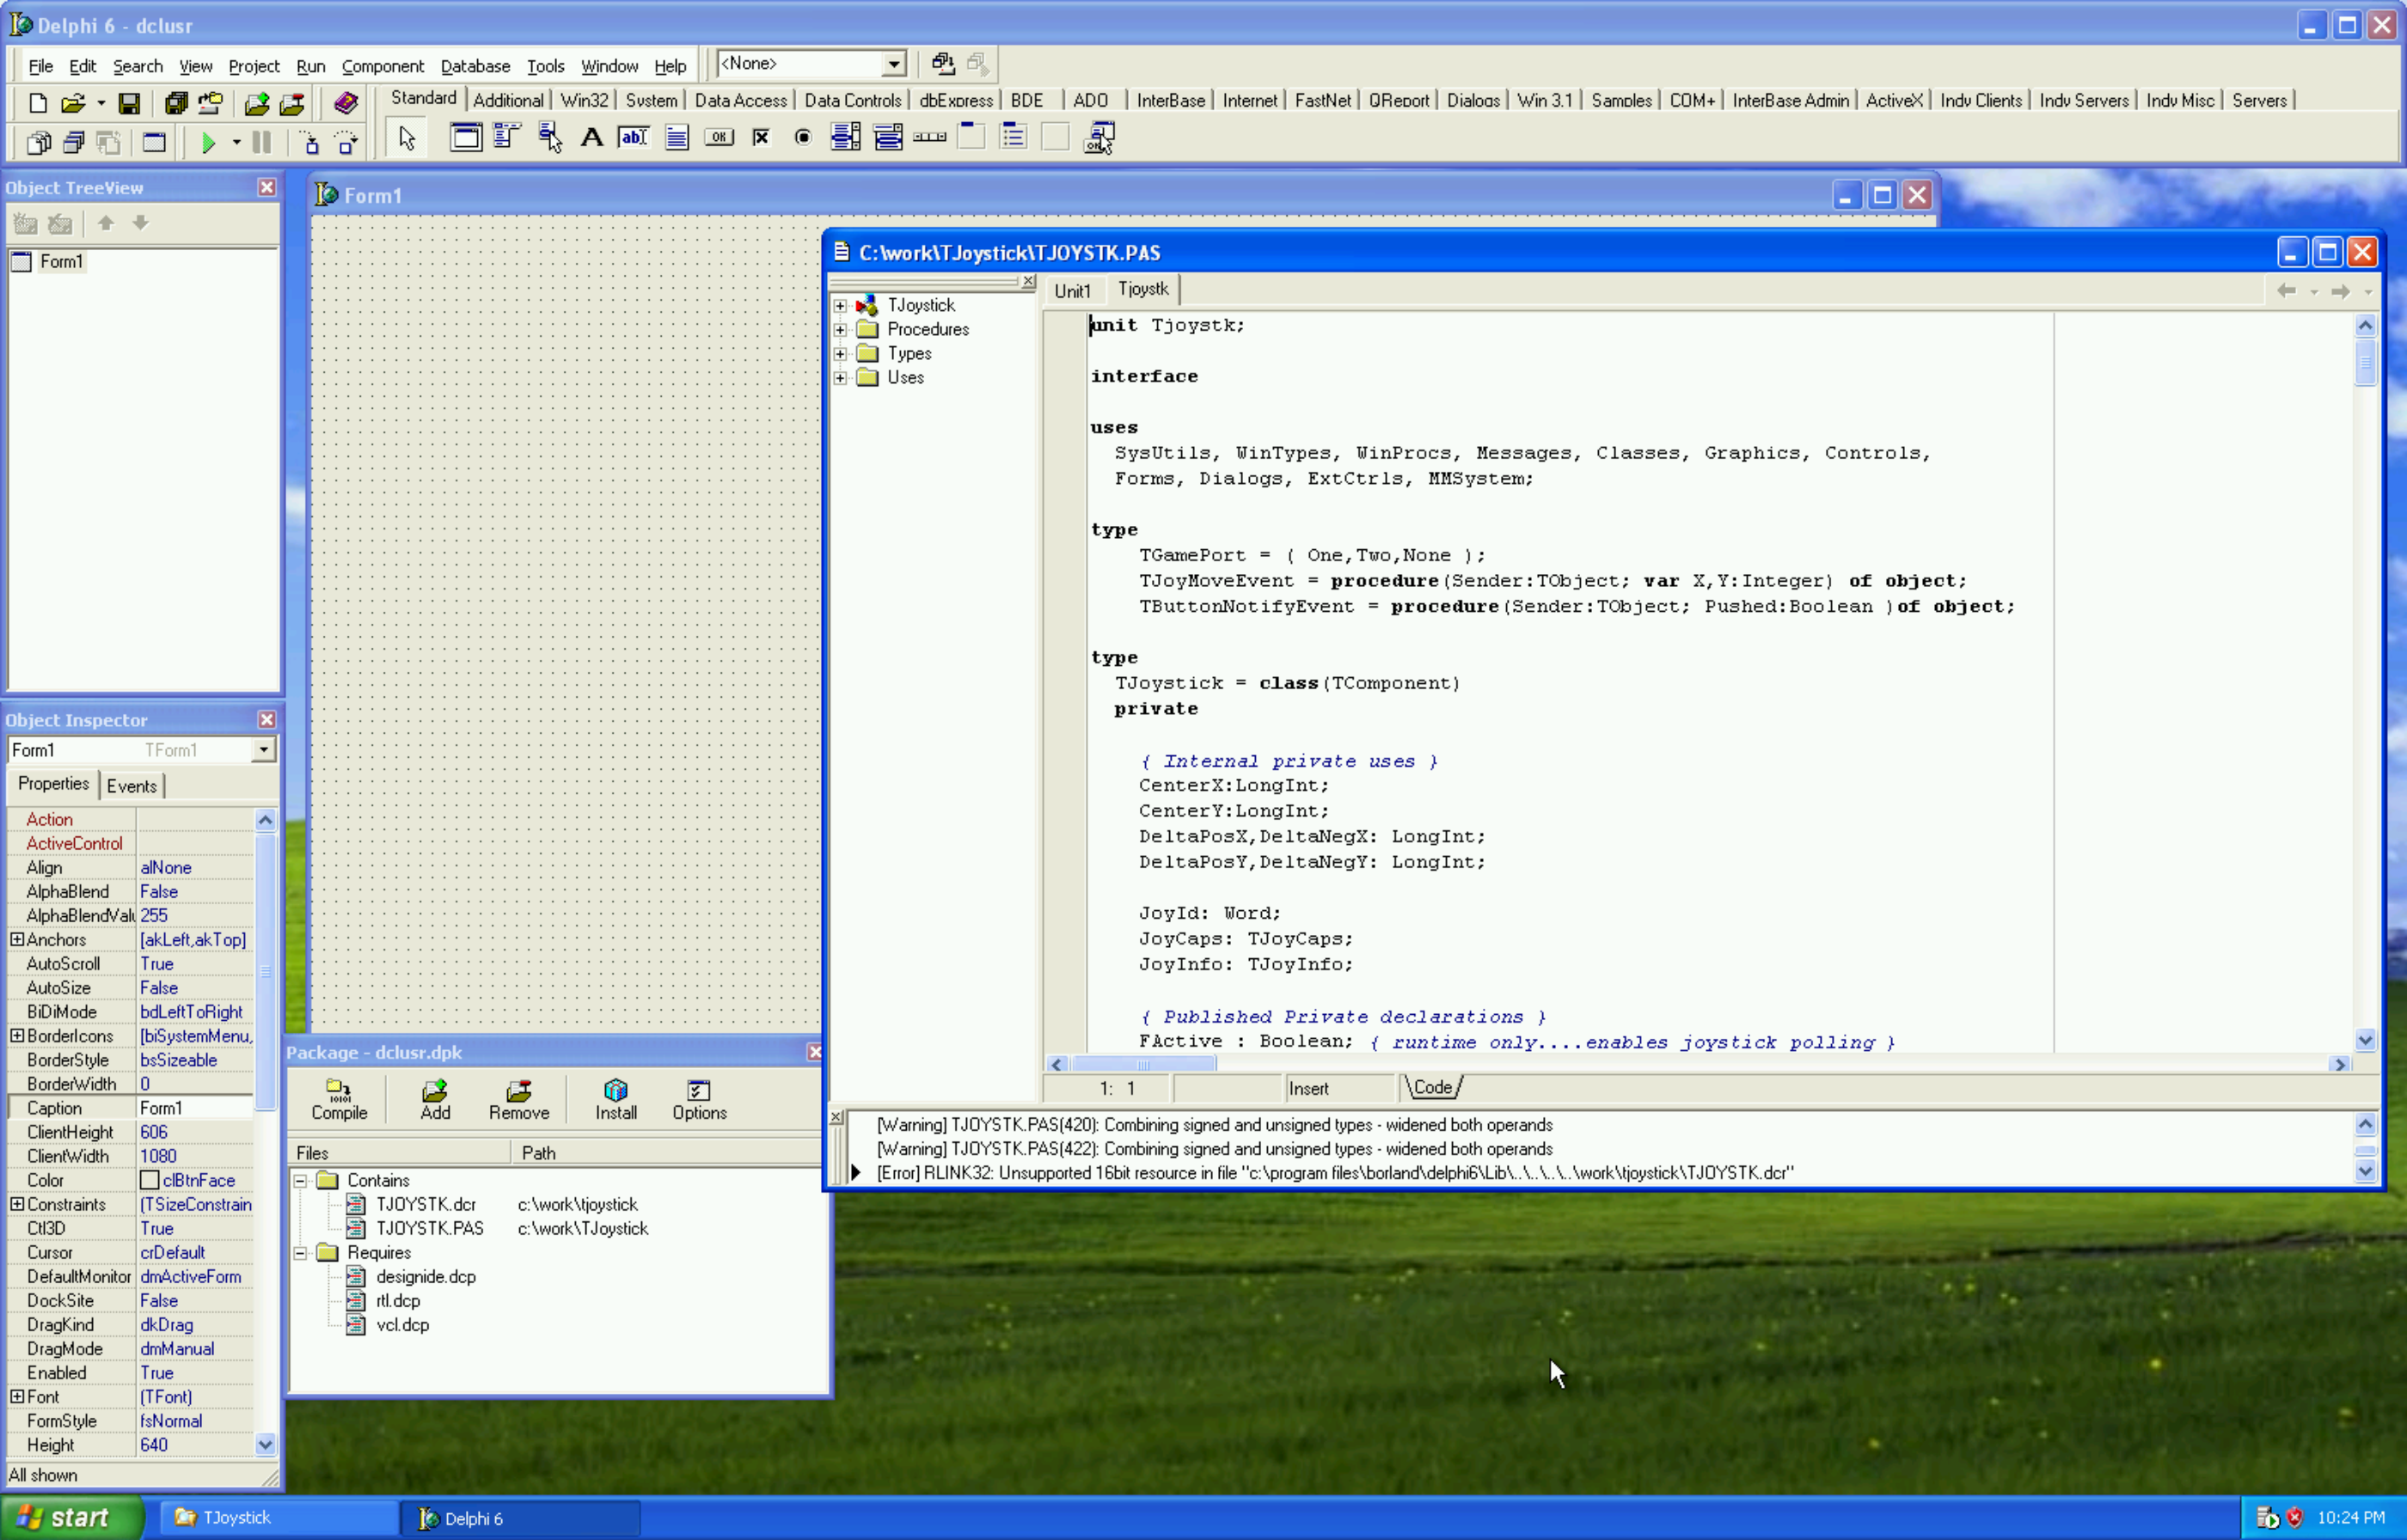 Delphi 6 - dclusr
File Edit Search View Project Run Component Database Tools Window Help <None>
Standard Additional Win32 System Data Access Data Controls dbExpress BDE ADO InterBase Internet FastNet QReport Dialogs Win 3.1 Samples COM+ InterBase Admin ActiveX Indy Clients Indy Servers Indy Misc Servers
Object TreeView
Form1
Form1
C:\work\TJoystick\TJOYSTK.PAS
TJoystick
Procedures
Types
Uses
Unit1 Tjoystk
unit Tjoystk;
interface
uses
SysUtils, WinTypes, WinProcs, Messages, Classes, Graphics, Controls,
Forms, Dialogs, ExtCtrls, MMSystem;
type
TGamePort = ( One,Two,None );
TJoyMoveEvent = procedure(Sender:TObject; var X,Y:Integer) of object;
TButtonNotifyEvent = procedure(Sender:TObject; Pushed:Boolean )of object;
type
TJoystick = class(TComponent)
private
{ Internal private uses }
CenterX:LongInt;
CenterY:LongInt;
DeltaPosX,DeltaNegX: LongInt;
DeltaPosY,DeltaNegY: LongInt;
JoyId: Word;
JoyCaps: TJoyCaps;
JoyInfo: TJoyInfo;
{ Published Private declarations }
FActive : Boolean; { runtime only....enables joystick polling }
1: 1 Insert Code
[Warning] TJOYSTK.PAS(420): Combining signed and unsigned types - widened both operands
[Warning] TJOYSTK.PAS(422): Combining signed and unsigned types - widened both operands
[Error] RLINK32: Unsupported 16bit resource in file "c:\program files\borland\delphi6\Lib\..\..\..\..\work\tjoystick\TJOYSTK.dcr"
Object Inspector
Form1 TForm1
Properties Events
Action
ActiveControl
Align alNone
AlphaBlend False
AlphaBlendValu 255
Anchors [akLeft,akTop]
AutoScroll True
AutoSize False
BiDiMode bdLeftToRight
BorderIcons [biSystemMenu,
BorderStyle bsSizeable
BorderWidth 0
Caption Form1
ClientHeight 606
ClientWidth 1080
Color clBtnFace
Constraints (TSizeConstrain
Ctl3D True
Cursor crDefault
DefaultMonitor dmActiveForm
DockSite False
DragKind dkDrag
DragMode dmManual
Enabled True
Font (TFont)
FormStyle fsNormal
Height 640
All shown
Package - dclusr.dpk
Compile Add Remove Install Options
Files Path
Contains
TJOYSTK.dcr c:\work\tjoystick
TJOYSTK.PAS c:\work\TJoystick
Requires
designide.dcp
rtl.dcp
vcl.dcp
start TJoystick Delphi 6 10:24 PM